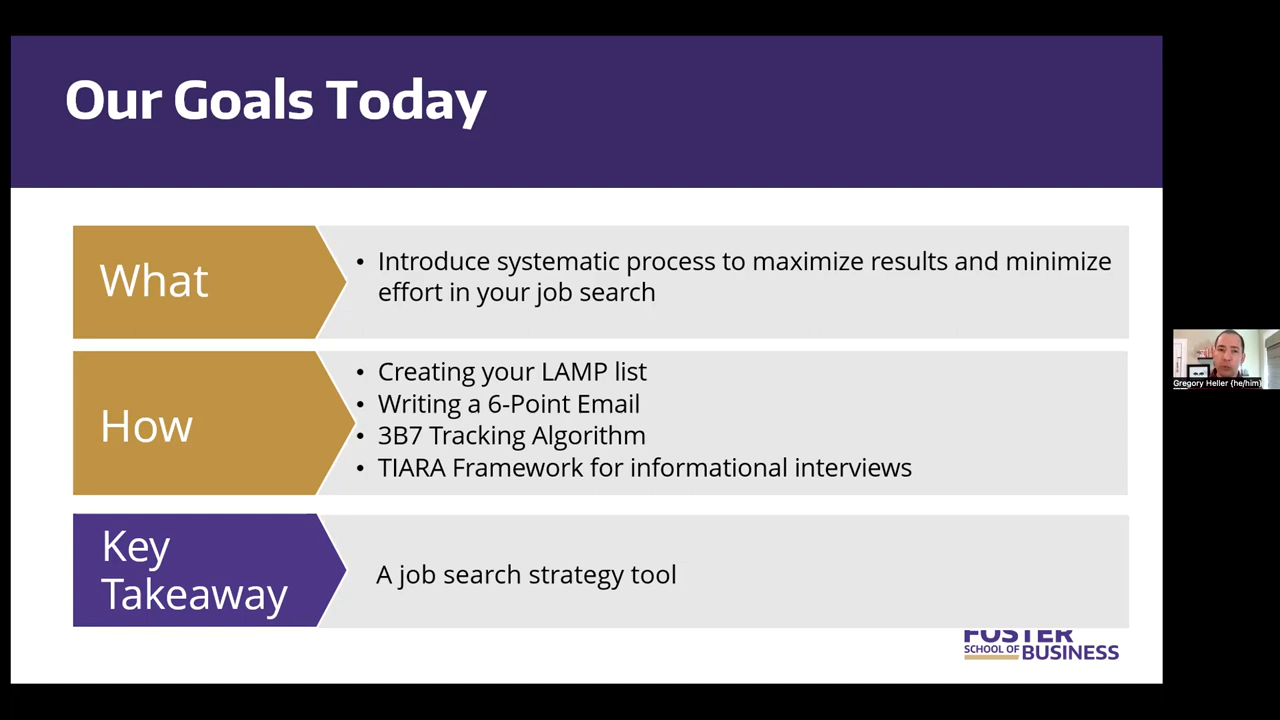 Our Goals Today
What
• Introduce systematic process to maximize results and minimize
effort in your job search
How
• Creating your LAMP list
• Writing a 6-Point Email
• 3B7 Tracking Algorithm
• TIARA Framework for informational interviews
Key
Takeaway
A job search strategy tool
FOSTER
SCHOOL OF BUSINESS
Gregory Heller (he/him)